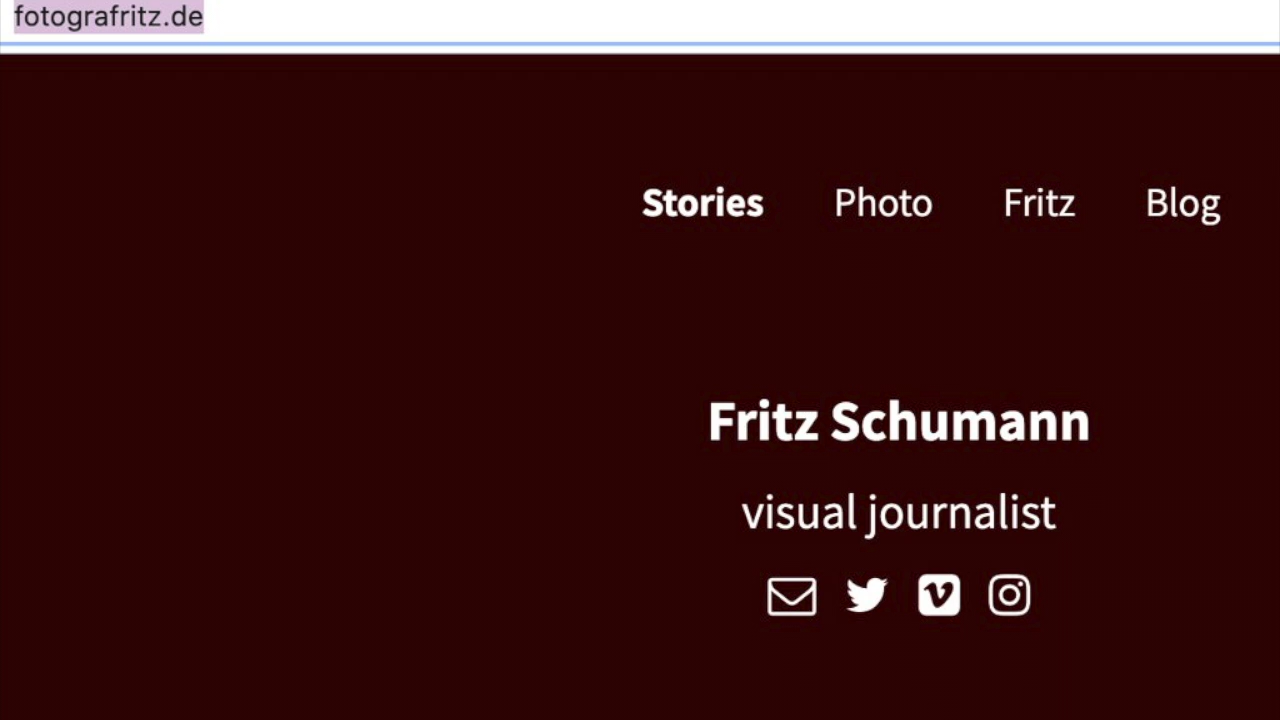 fotografritz.de
Stories Photo Fritz Blog
Fritz Schumann
visual journalist